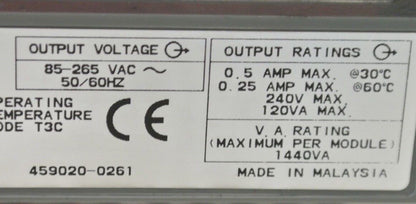 OUTPUT VOLTAGE
85-265 VAC ~
50/60HZ
OUTPUT RATINGS
0.5 AMP MAX. @30°C
0.25 AMP MAX. @60°C
240V MAX.
120VA MAX.
V.A. RATING
(MAXIMUM PER MODULE)
1440VA
PERATING
EMPERATURE
ODE T3C
CE
459020-0261
MADE IN MALAYSIA